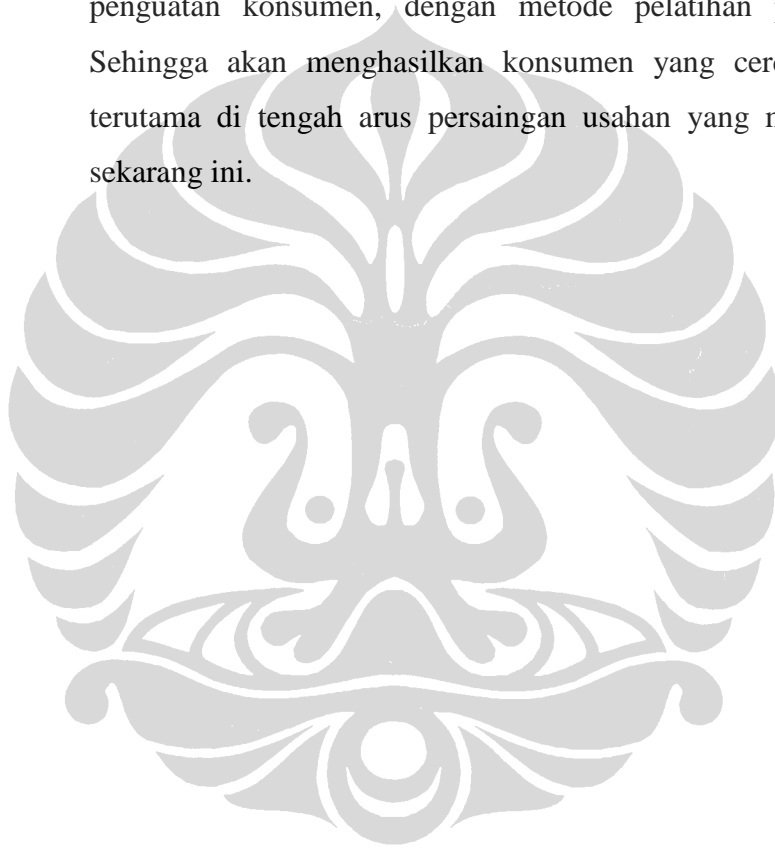 penguatan konsumen, dengan metode pelatihan
Sehingga akan menghasilkan konsumen yang
terutama di tengah arus persaingan usahan yang
sekarang ini.